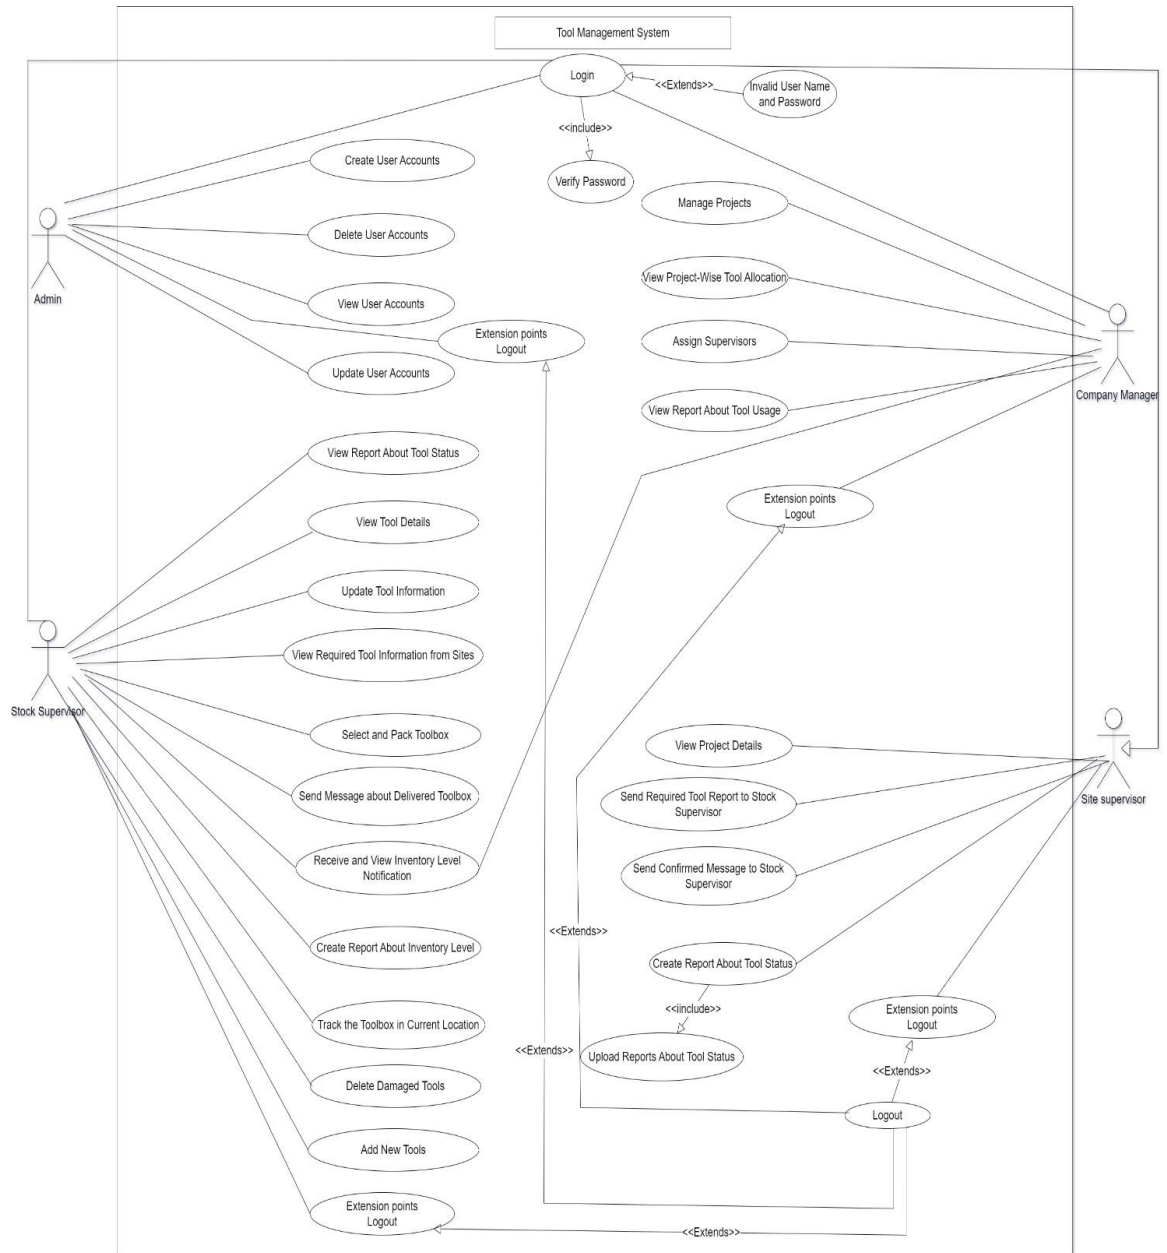 Tool Management System
Login
<<Extends>>
Invalid User Name
and Password
<<include>>
Verify Password
Create User Accounts
Delete User Accounts
View User Accounts
Extension points
Logout
Update User Accounts
Admin
Manage Projects
View Project-Wise Tool Allocation
Assign Supervisors
View Report About Tool Usage
Company Manager
Extension points
Logout
View Report About Tool Status
View Tool Details
Update Tool Information
View Required Tool Information from Sites
Stock Supervisor
Select and Pack Toolbox
Send Message about Delivered Toolbox
Receive and View Inventory Level
Notification
Create Report About Inventory Level
Track the Toolbox in Current Location
Delete Damaged Tools
Add New Tools
Extension points
Logout
View Project Details
Send Required Tool Report to Stock
Supervisor
Site supervisor
Send Confirmed Message to Stock
Supervisor
<<Extends>>
Create Report About Tool Status
<<iinclude>>
Upload Reports About Tool Status
Extension points
Logout
<<Extends>>
<<Extends>>
Logout
<<Extends>>